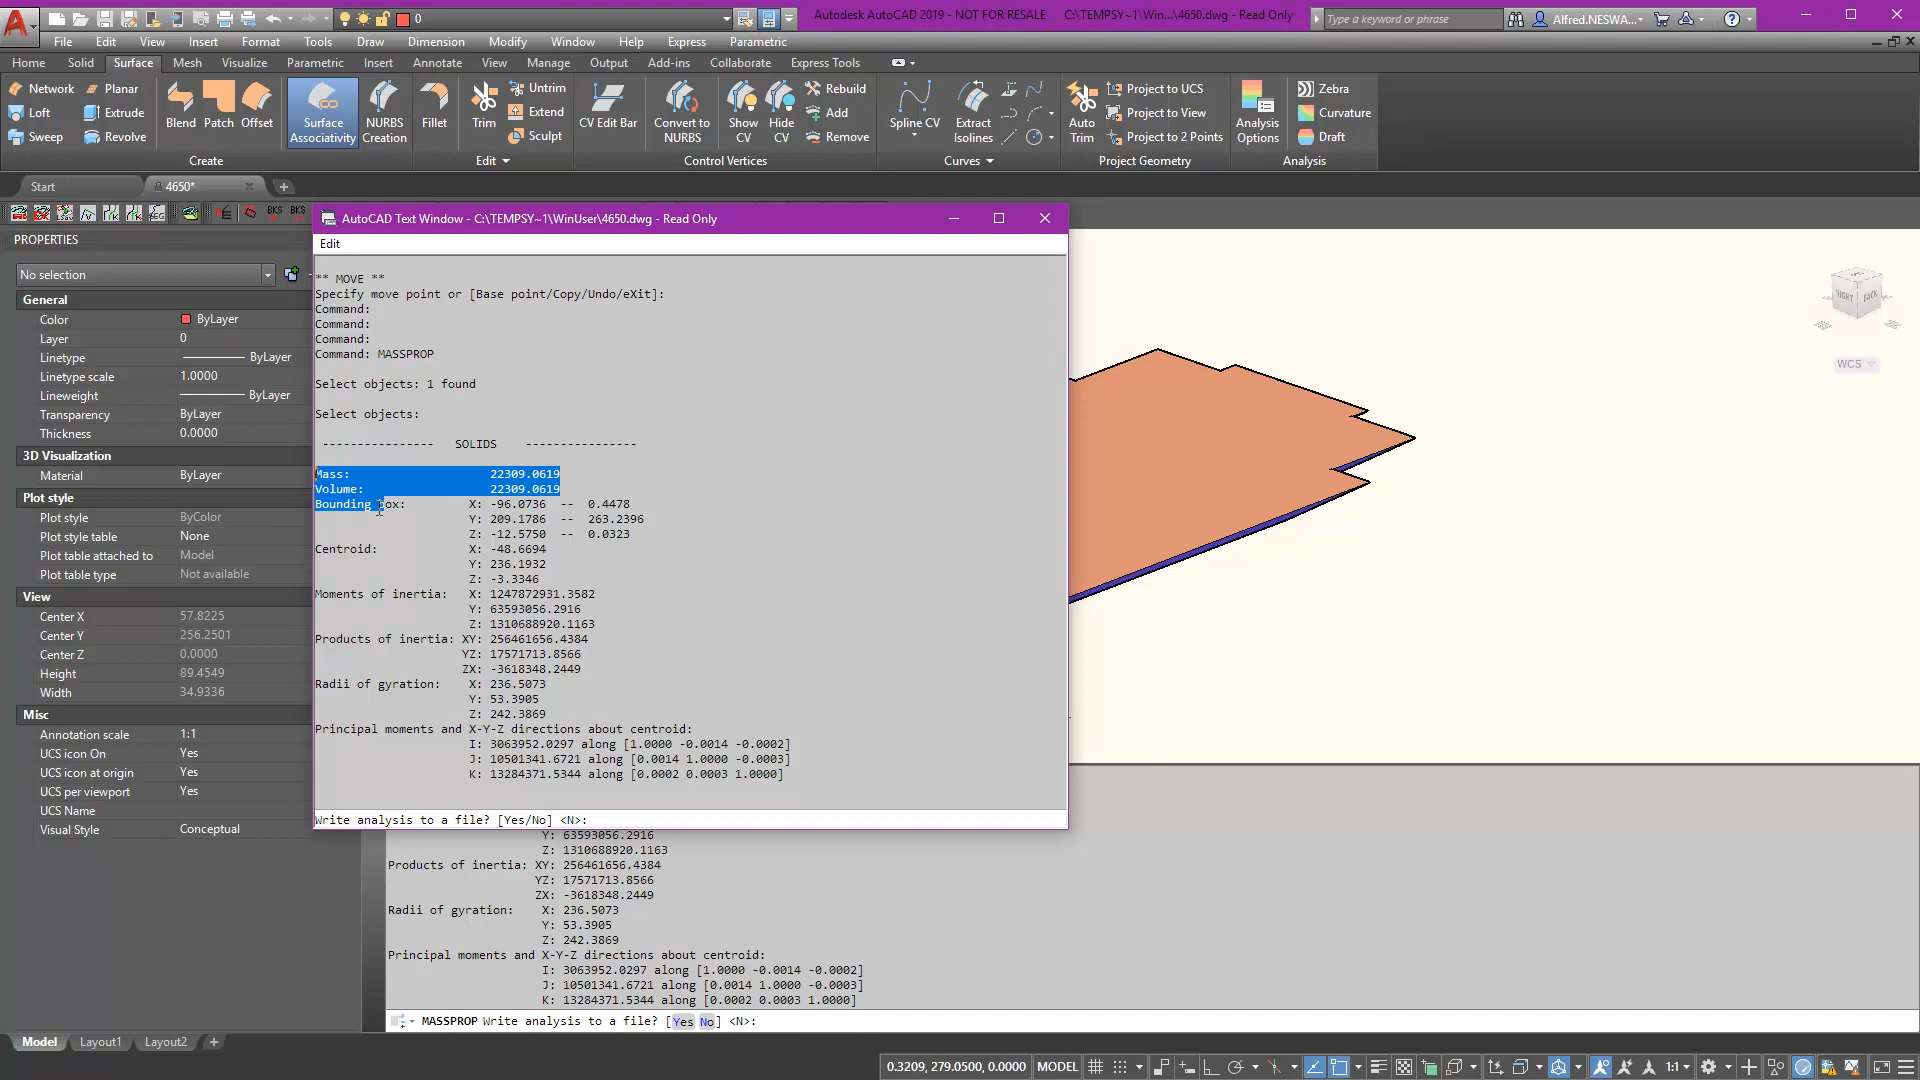 0
Autodesk AutoCAD 2019 - NOT FOR RESALE C:\TEMPSY~1\Win...\4650.dwg - Read Only
Type a keyword or phrase
Alfred.NESWA...
File Edit View Insert Format Tools Draw Dimension Modify Window Help Express Parametric
Home Solid Surface Mesh Visualize Parametric Insert Annotate View Manage Output Add-ins Collaborate Express Tools
Network Planar
Loft Extrude
Sweep Revolve
Blend Patch Offset
Surface Associativity
NURBS Creation
Fillet
Trim
Untrim
Extend
Sculpt
CV Edit Bar
Convert to NURBS
Show CV
Hide CV
Rebuild
Add
Remove
Spline CV
Extract Isolines
Auto Trim
Project to UCS
Project to View
Project to 2 Points
Analysis Options
Zebra
Curvature
Draft
Create Edit Control Vertices Curves Project Geometry Analysis
Start 4650*
BKS BKS
PROPERTIES
No selection
General
Color ByLayer
Layer 0
Linetype ByLayer
Linetype scale 1.0000
Lineweight ByLayer
Transparency ByLayer
Thickness 0.0000
3D Visualization
Material ByLayer
Plot style
Plot style ByColor
Plot style table None
Plot table attached to Model
Plot table type Not available
View
Center X 57.8225
Center Y 256.2501
Center Z 0.0000
Height 89.4549
Width 34.9336
Misc
Annotation scale 1:1
UCS icon On Yes
UCS icon at origin Yes
UCS per viewport Yes
UCS Name
Visual Style Conceptual
AutoCAD Text Window - C:\TEMPSY~1\WinUser\4650.dwg - Read Only
Edit
** MOVE **
Specify move point or [Base point/Copy/Undo/eXit]:
Command:
Command:
Command:
Command: MASSPROP
Select objects: 1 found
Select objects:
---------------- SOLIDS ----------------
Mass: 22309.0619
Volume: 22309.0619
Bounding box: X: -96.0736 -- 0.4478
Y: 209.1786 -- 263.2396
Z: -12.5750 -- 0.0323
Centroid: X: -48.6694
Y: 236.1932
Z: -3.3346
Moments of inertia: X: 1247872931.3582
Y: 63593056.2916
Z: 1310688920.1163
Products of inertia: XY: 256461656.4384
YZ: 17571713.8566
ZX: -3618348.2449
Radii of gyration: X: 236.5073
Y: 53.3905
Z: 242.3869
Principal moments and X-Y-Z directions about centroid:
I: 3063952.0297 along [1.0000 -0.0014 -0.0002]
J: 10501341.6721 along [0.0014 1.0000 -0.0003]
K: 13284371.5344 along [0.0002 0.0003 1.0000]
Write analysis to a file? [Yes/No] <N>:
RIGHT BACK
WCS
Y: 63593056.2916
Z: 1310688920.1163
Products of inertia: XY: 256461656.4384
YZ: 17571713.8566
ZX: -3618348.2449
Radii of gyration: X: 236.5073
Y: 53.3905
Z: 242.3869
Principal moments and X-Y-Z directions about centroid:
I: 3063952.0297 along [1.0000 -0.0014 -0.0002]
J: 10501341.6721 along [0.0014 1.0000 -0.0003]
K: 13284371.5344 along [0.0002 0.0003 1.0000]
MASSPROP Write analysis to a file? [Yes No] <N>:
Model Layout1 Layout2
0.3209, 279.0500, 0.0000 MODEL 1:1